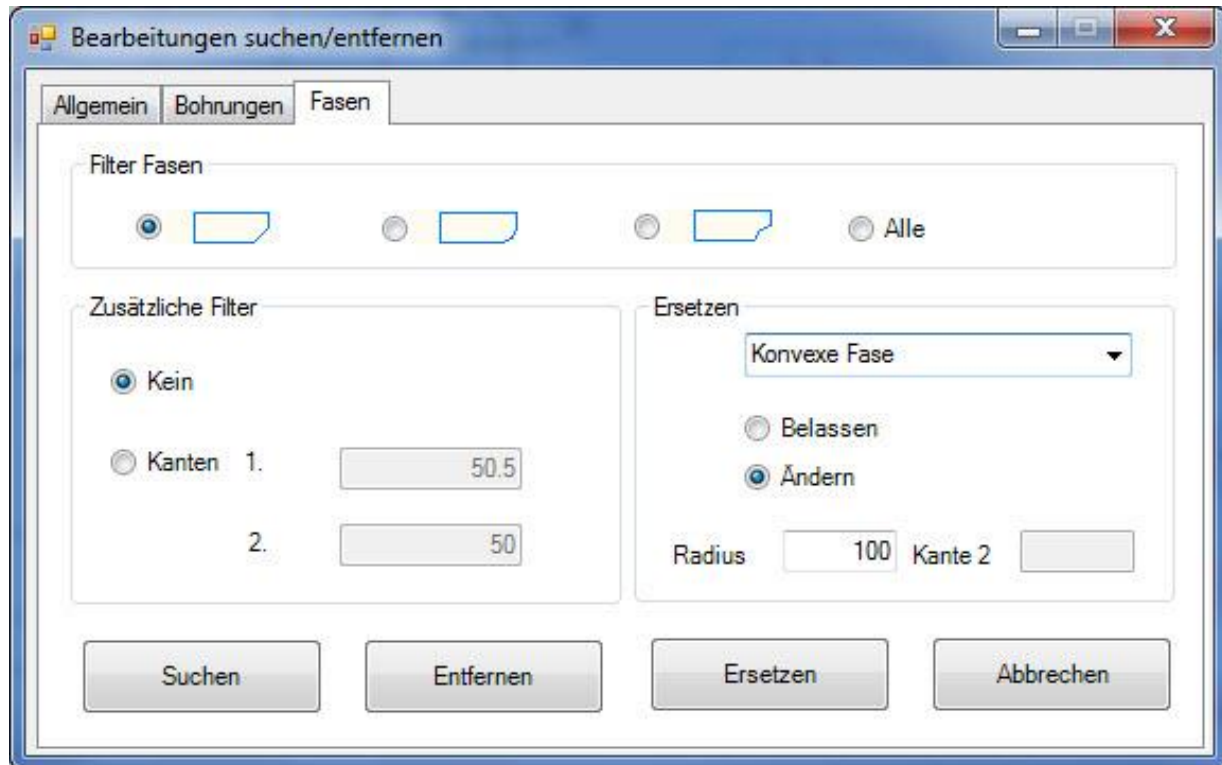 Bearbeitungen suchen/entfernen
Allgemein Bohrungen Fasen
Filter Fasen
Alle
Zusätzliche Filter
Kein
Kanten 1. 50.5
2. 50
Ersetzen
Konvexe Fase
Belassen
Ändern
Radius 100 Kante 2
Suchen Entfernen Ersetzen Abbrechen